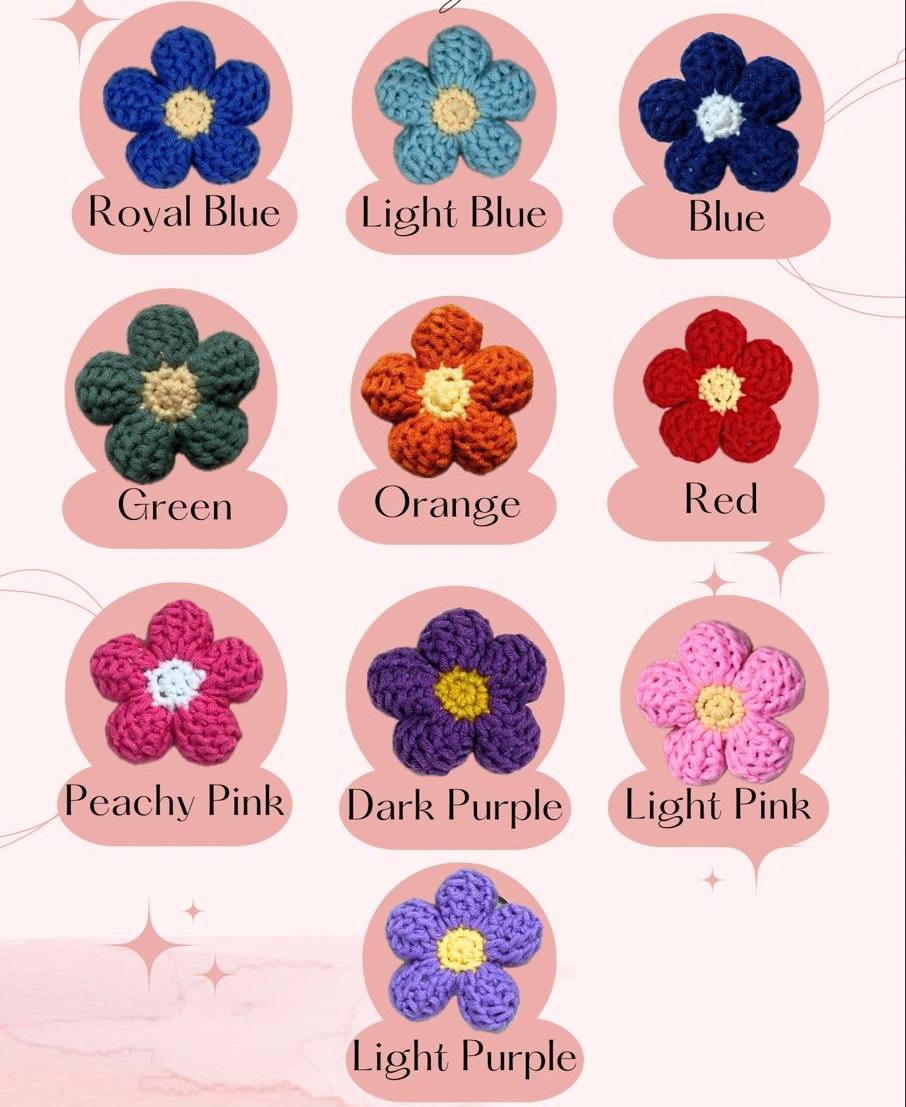 Royal Blue
Light Blue
Blue
Green
Orange
Red
Peachy Pink
Dark Purple
Light Pink
Light Purple